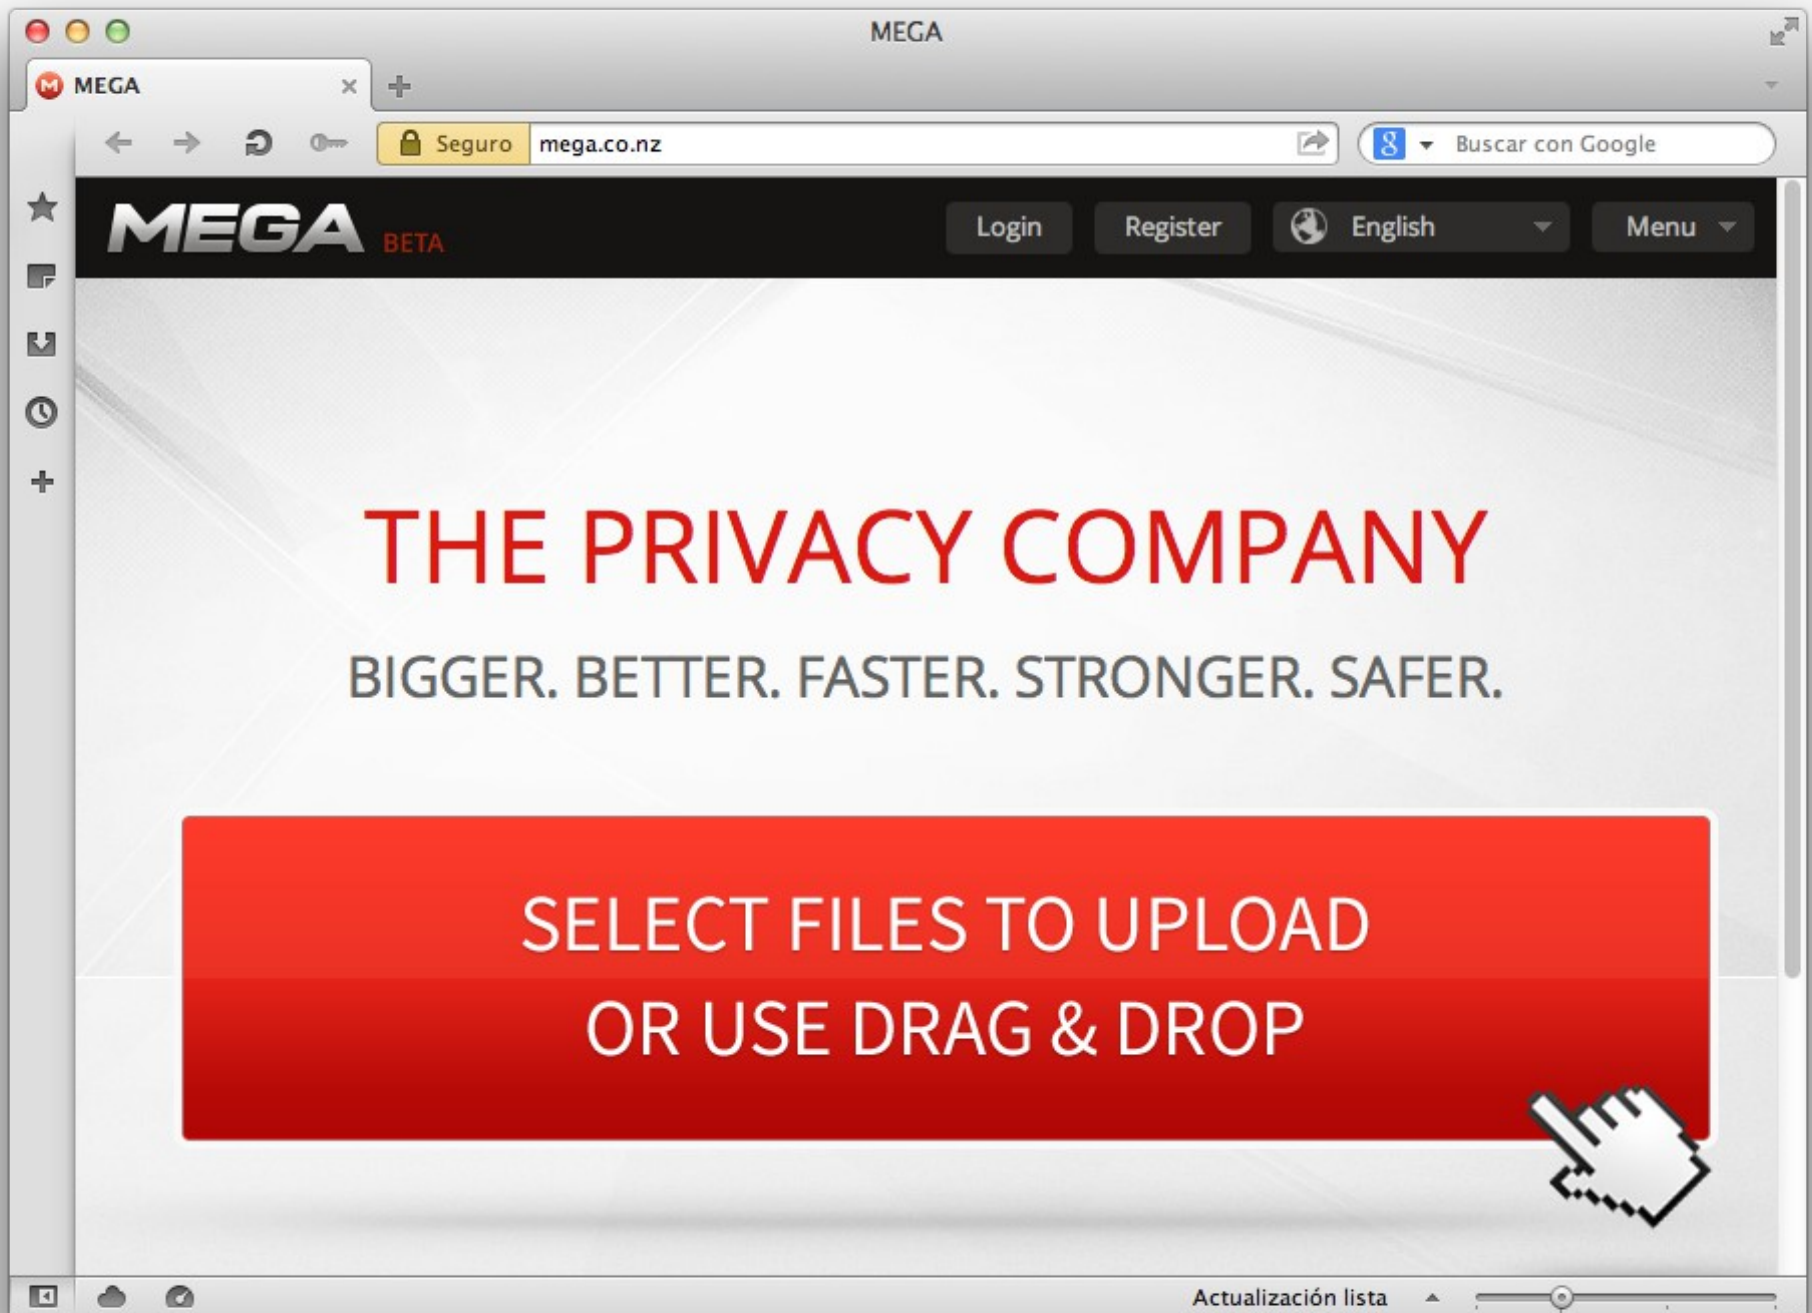 MEGA
MEGA
Seguro mega.co.nz Buscar con Google
MEGA BETA Login Register English Menu
THE PRIVACY COMPANY
BIGGER. BETTER. FASTER. STRONGER. SAFER.
SELECT FILES TO UPLOAD
OR USE DRAG & DROP
Actualización lista